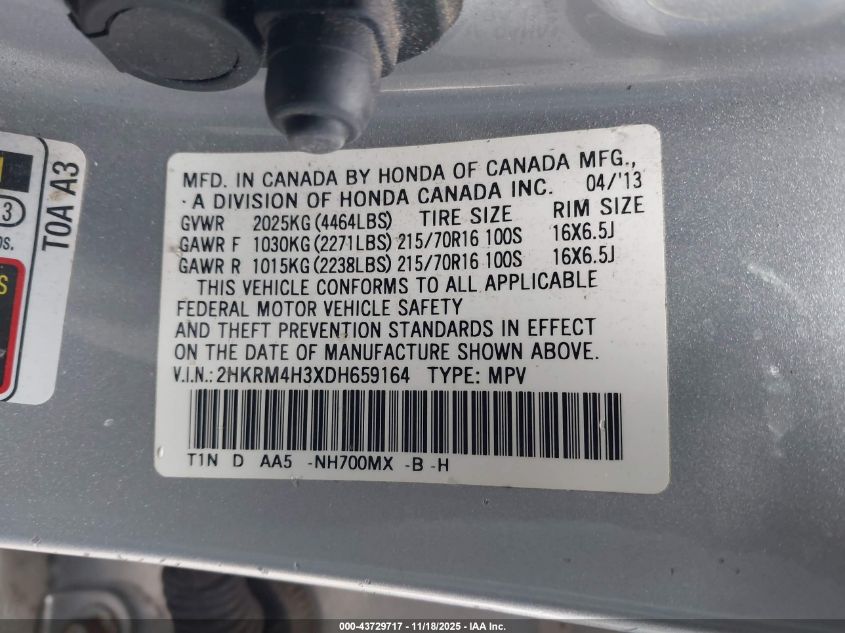 MFD. IN CANADA BY HONDA OF CANADA MFG.,
· A DIVISION OF HONDA CANADA INC. 04/'13
GVWR 2025KG (4464LBS) TIRE SIZE RIM SIZE
GAWR F 1030KG (2271LBS) 215/70R16 100S 16X6.5J
GAWR R 1015KG (2238LBS) 215/70R16 100S 16X6.5J
THIS VEHICLE CONFORMS TO ALL APPLICABLE
FEDERAL MOTOR VEHICLE SAFETY
AND THEFT PREVENTION STANDARDS IN EFFECT
ON THE DATE OF MANUFACTURE SHOWN ABOVE.
V.I.N.: 2HKRM4H3XDH659164 TYPE: MPV
T1N D AA5 -NH700MX -B -H
T0A A3
3
os.
S
000-43729717 - 11/18/2025 - IAA Inc.